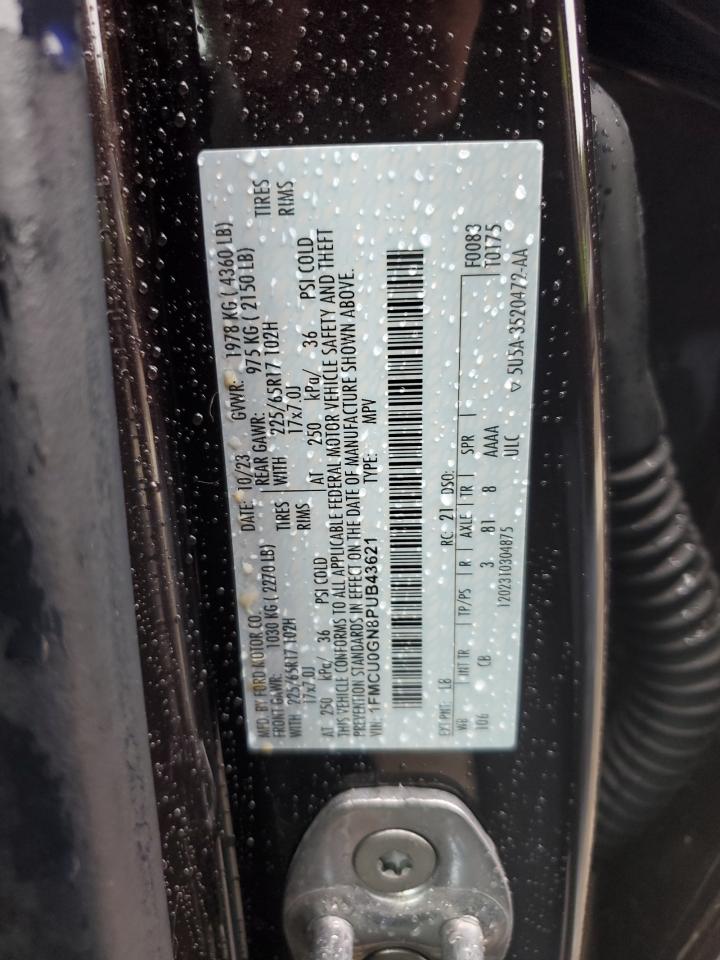 MFD. BY FORD MOTOR CO. DATE: 10/23 GVWR: 1978 KG ( 4360 LB)
FRONT GAWR: 1030 KG ( 2270 LB) REAR GAWR: 975 KG ( 2150 LB)
WITH 225/65R17 102H TIRES WITH 225/65R17 102H TIRES
17x7.0J RIMS 17x7.0J RIMS
AT 250 kPa/ 36 PSI COLD AT 250 kPa/ 36 PSI COLD
THIS VEHICLE CONFORMS TO ALL APPLICABLE FEDERAL MOTOR VEHICLE SAFETY AND THEFT
PREVENTION STANDARDS IN EFFECT ON THE DATE OF MANUFACTURE SHOWN ABOVE.
VIN: 1FMCU0GN8PUB43621 TYPE: MPV
EXT PNT: LB RC: 21 DSO: F0083
WB INT TR TP/PS R AXLE TR SPR T0175
106 CB 3 81 8 AAAA
1202310304875 ULC ▽ 5U5A-3520472-AA